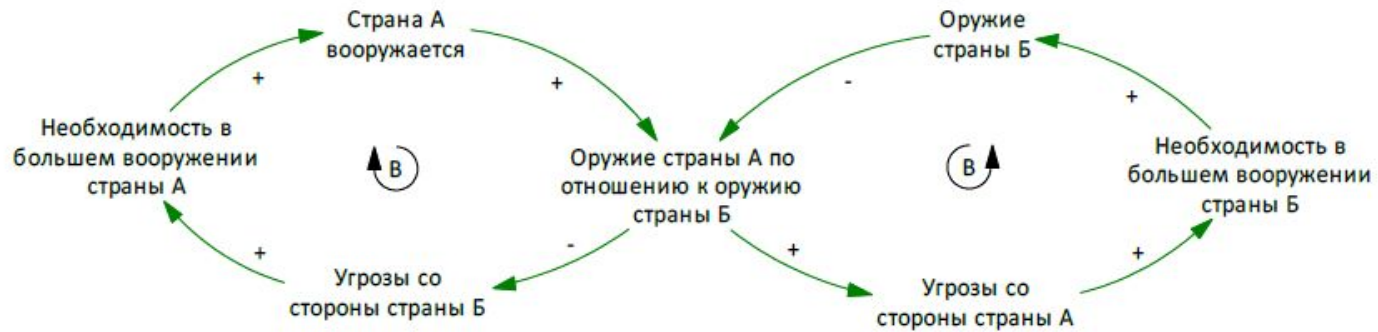 Страна А
вооружается
+
+
Необходимость в
большем вооружении
страны А
B
Оружие страны А по
отношению к оружию
страны Б
+
-
Угрозы со
стороны страны Б
Оружие
страны Б
-
+
B
Необходимость в
большем вооружении
страны Б
+
+
Угрозы со
стороны страны А